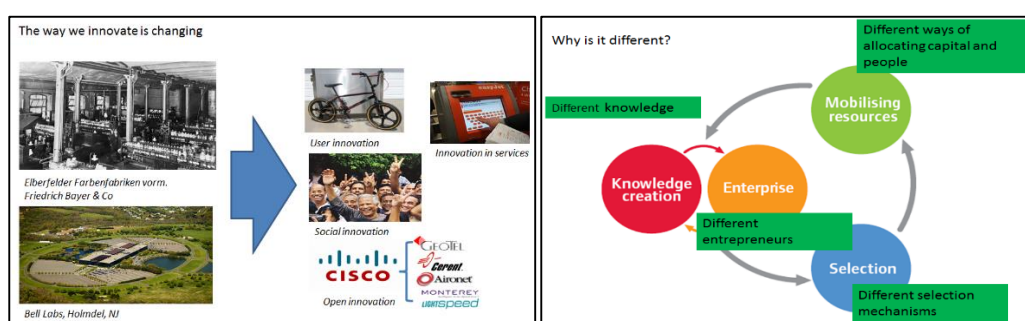 The way we innovate is changing
Elberfelder Farbenfabriken vorm.
Friedrich Bayer & Co
Bell Labs, Holmdel, NJ
User innovation
Innovation in services
Social innovation
CISCO
GEOTEL
Cerent
Aironet
MONTEREY
LIGHTSPEED
Open innovation
Why is it different?
Different ways of
allocating capital and
people
Different knowledge
Mobilising
resources
Knowledge
creation
Enterprise
Different
entrepreneurs
Selection
Different selection
mechanisms